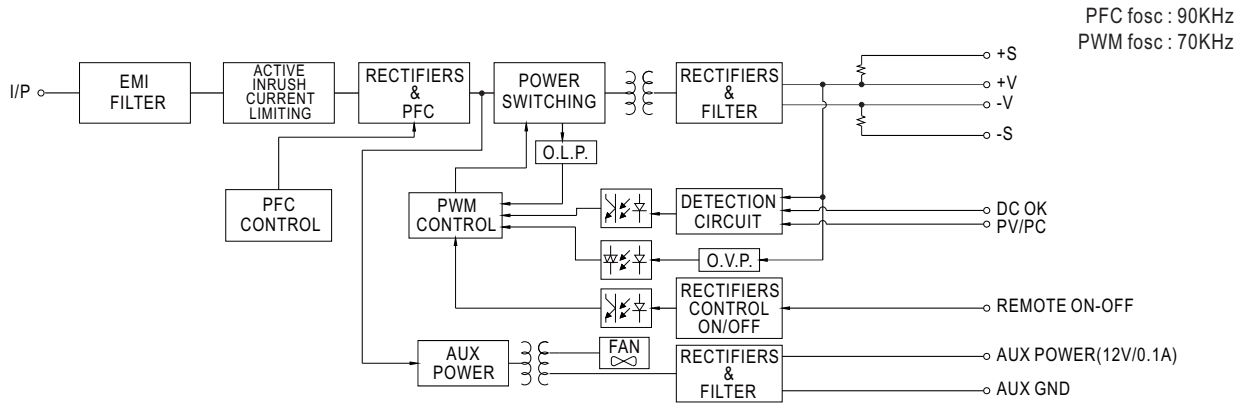 PFC fosc : 90KHz
PWM fosc : 70KHz
I/P
EMI
FILTER
ACTIVE
INRUSH
CURRENT
LIMITING
RECTIFIERS
&
PFC
POWER
SWITCHING
RECTIFIERS
&
FILTER
+S
+V
-V
-S
O.L.P.
PFC
CONTROL
PWM
CONTROL
DETECTION
CIRCUIT
DC OK
PV/PC
O.V.P.
RECTIFIERS
CONTROL
ON/OFF
REMOTE ON-OFF
AUX
POWER
FAN
RECTIFIERS
&
FILTER
AUX POWER(12V/0.1A)
AUX GND